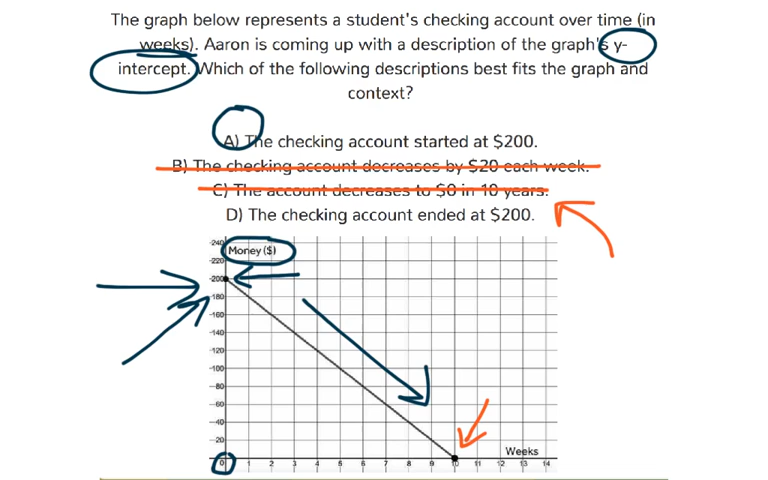 The graph below represents a student's checking account over time (in
weeks). Aaron is coming up with a description of the graph's y-
intercept. Which of the following descriptions best fits the graph and
context?
A) The checking account started at $200.
B) The checking account decreases by $20 each week.
C) The account decreases to $0 in 10 years.
D) The checking account ended at $200.
240
Money ($)
220
200
180
160
140
120
100
80
60
40
20
Weeks
0 1 2 3 4 5 6 7 8 9 10 11 12 13 14